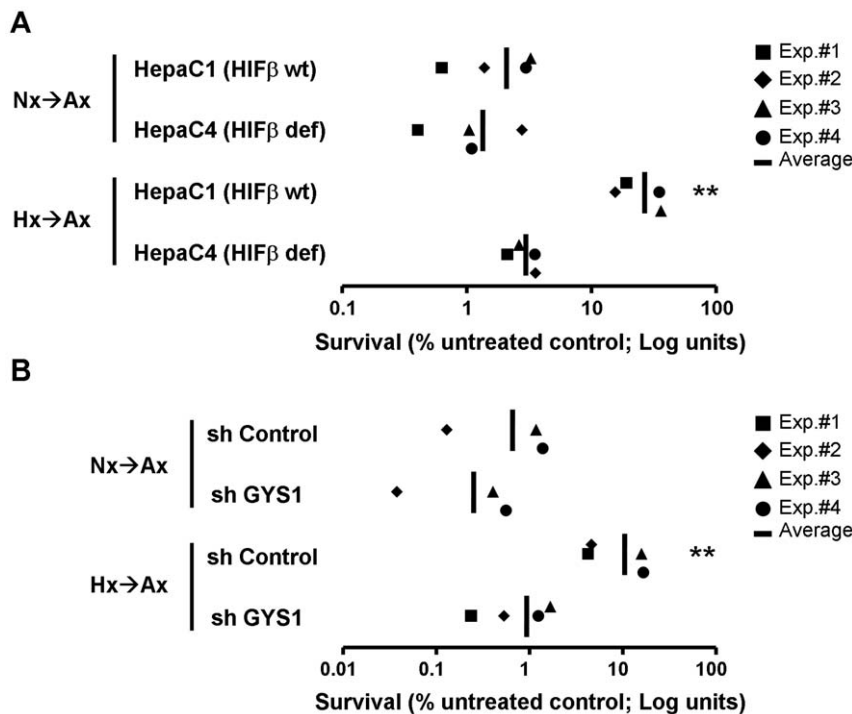 A
Nx→Ax
HepaC1 (HIFβ wt)
HepaC4 (HIFβ def)
Hx→Ax
HepaC1 (HIFβ wt)
**
HepaC4 (HIFβ def)
Exp.#1
Exp.#2
Exp.#3
Exp.#4
Average
0.1 1 10 100
Survival (% untreated control; Log units)
B
Nx→Ax
sh Control
sh GYS1
Hx→Ax
sh Control
**
sh GYS1
Exp.#1
Exp.#2
Exp.#3
Exp.#4
Average
0.01 0.1 1 10 100
Survival (% untreated control; Log units)